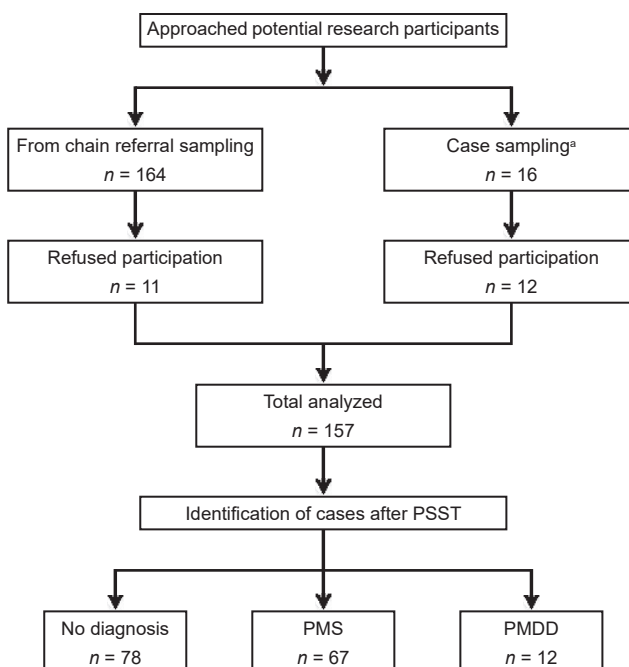 Approached potential research participants
From chain referral sampling
n = 164
Case samplingᵃ
n = 16
Refused participation
n = 11
Refused participation
n = 12
Total analyzed
n = 157
Identification of cases after PSST
No diagnosis
n = 78
PMS
n = 67
PMDD
n = 12